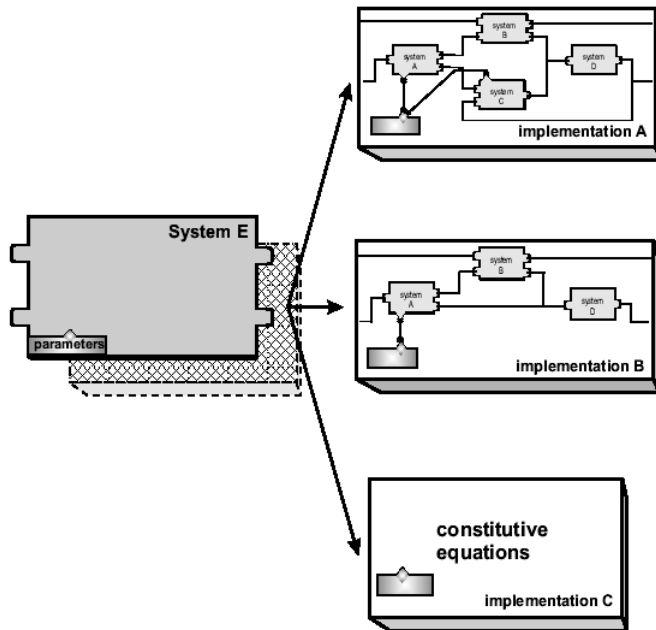 system
B
system
A
system
D
system
C
implementation A
System E
parameters
system
B
system
A
system
D
implementation B
constitutive
equations
implementation C